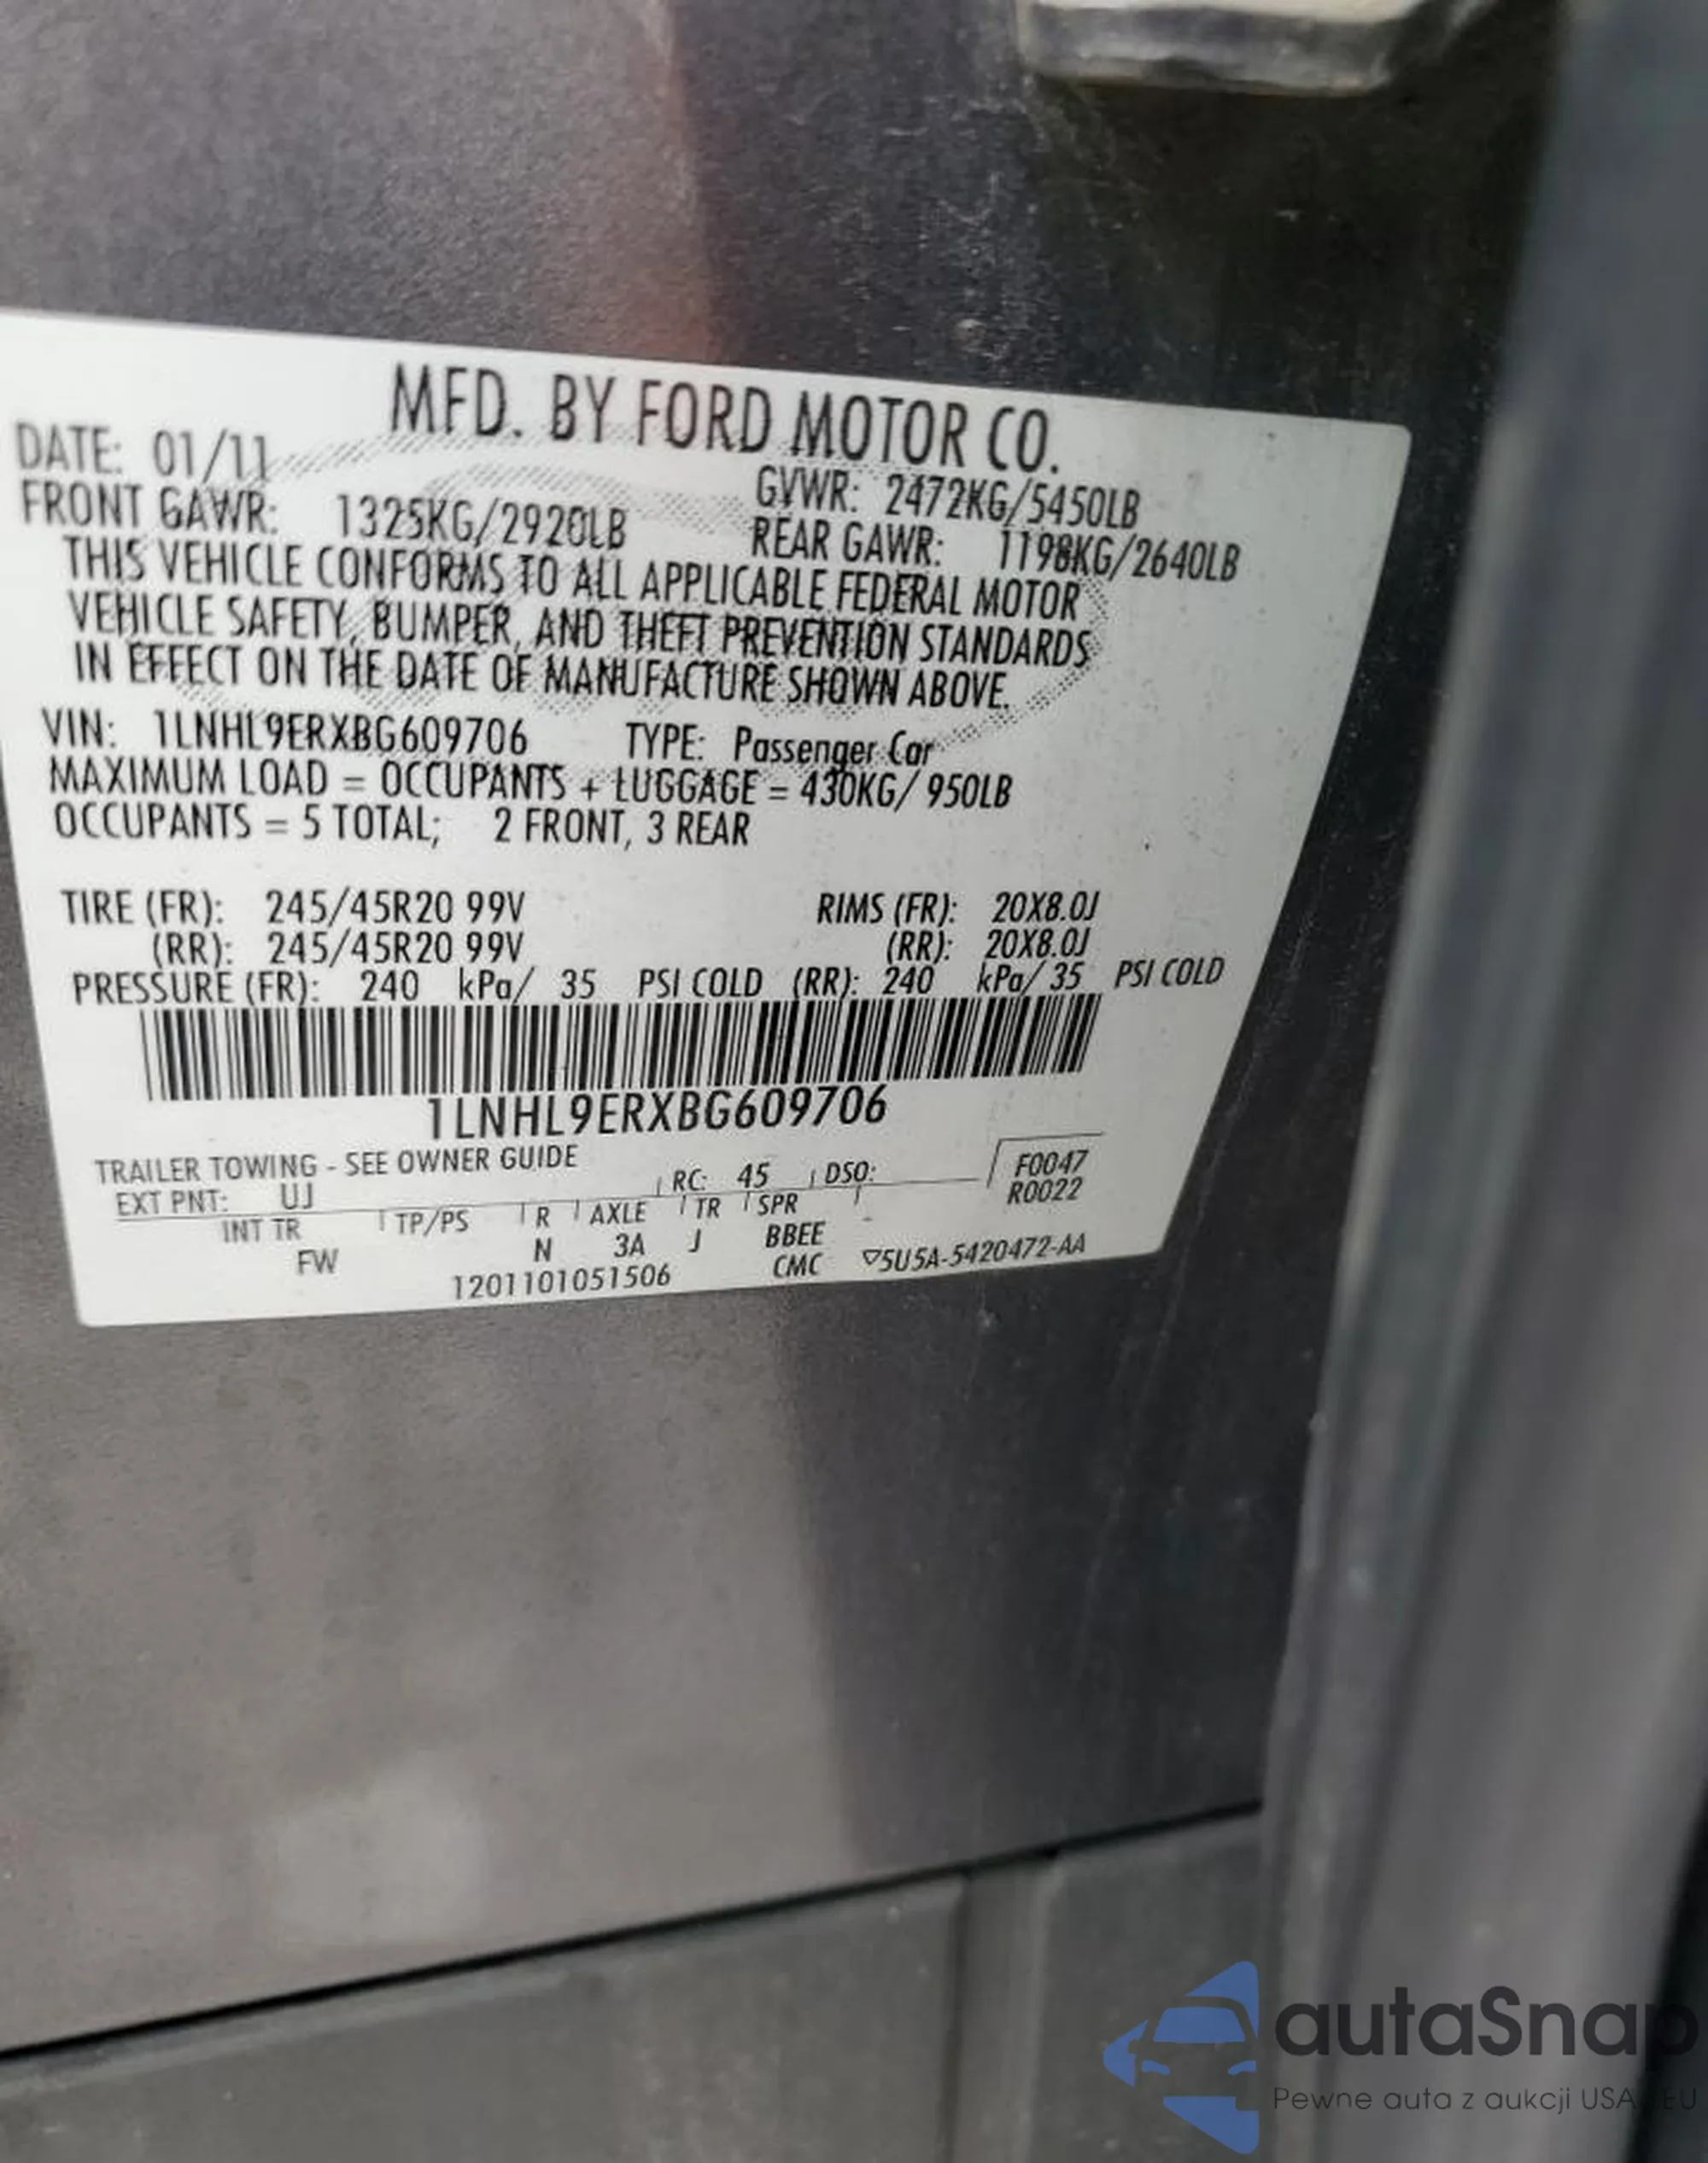 MFD. BY FORD MOTOR CO.
DATE: 01/11
GVWR: 2472KG/5450LB
FRONT GAWR: 1325KG/2920LB
REAR GAWR: 1198KG/2640LB
THIS VEHICLE CONFORMS TO ALL APPLICABLE FEDERAL MOTOR
VEHICLE SAFETY, BUMPER, AND THEFT PREVENTION STANDARDS
IN EFFECT ON THE DATE OF MANUFACTURE SHOWN ABOVE.
VIN: 1LNHL9ERXBG609706 TYPE: Passenger Car
MAXIMUM LOAD = OCCUPANTS + LUGGAGE = 430KG/ 950LB
OCCUPANTS = 5 TOTAL; 2 FRONT, 3 REAR
TIRE (FR): 245/45R20 99V RIMS (FR): 20X8.0J
(RR): 245/45R20 99V (RR): 20X8.0J
PRESSURE (FR): 240 kPa/ 35 PSI COLD (RR): 240 kPa/ 35 PSI COLD
1LNHL9ERXBG609706
TRAILER TOWING - SEE OWNER GUIDE
EXT PNT: UJ RC: 45 DSO: F0047
R0022
INT TR TP/PS R AXLE TR SPR
FW N 3A J BBEE
1201101051506 CMC ▽5U5A-5420472-AA
autaSnap
Pewne auta z aukcji USA EU